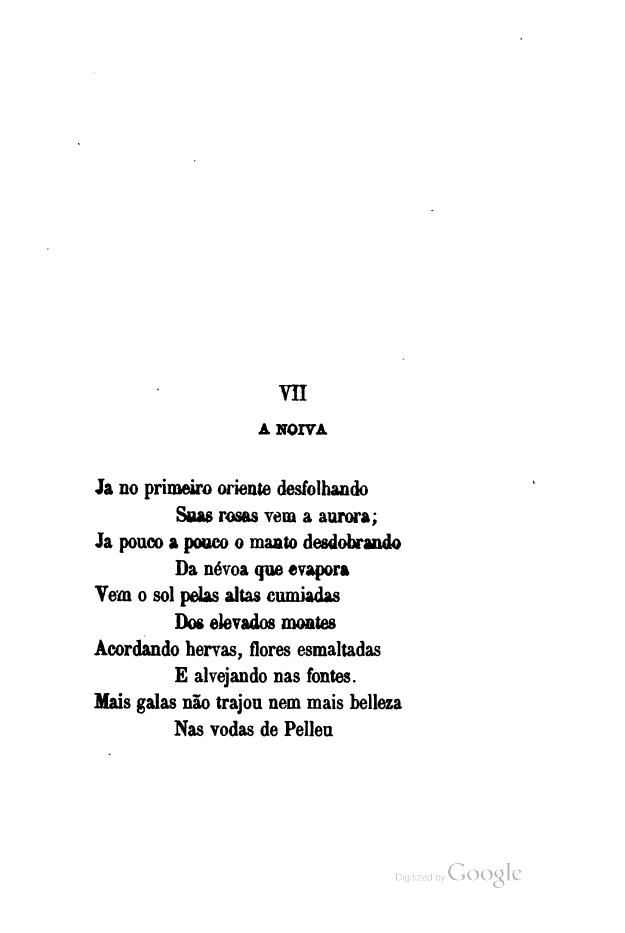 VII
A NOIVA
Ja no primeiro oriente desfolhando
Suas rosas vem a aurora;
Ja pouco a pouco o manto desdobrando
Da névoa que evapora
Vem o sol pelas altas cumiadas
Dos elevados montes
Acordando hervas, flores esmaltadas
E alvejando nas fontes.
Mais galas não trajou nem mais belleza
Nas vodas de Pelleu
Digitized by Google